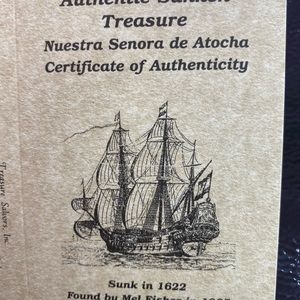 Authentic Sunken
Treasure
Nuestra Senora de Atocha
Certificate of Authenticity
Sunk in 1622
Found by Mel Fisher in
Treasure Salvors, Inc.